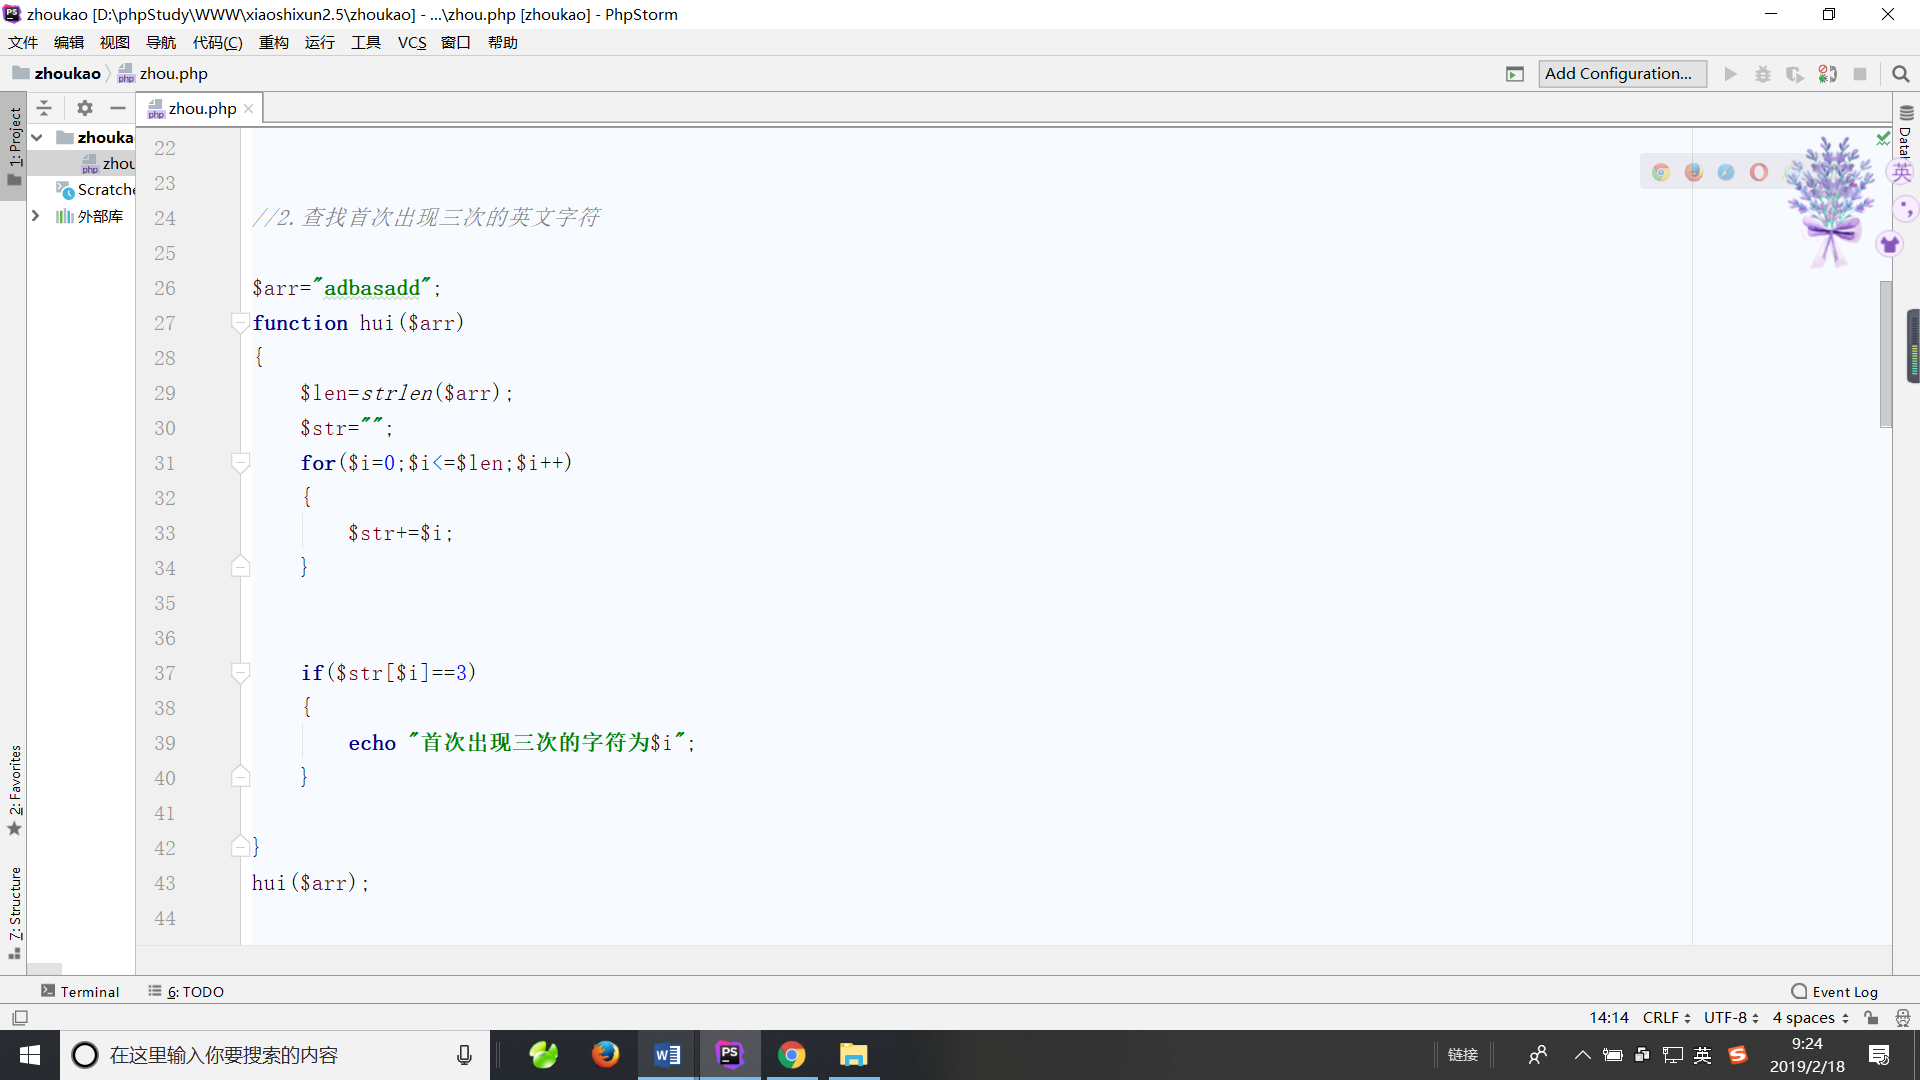 zhoukao [D:\phpStudy\WWW\xiaoshixun2.5\zhoukao] - ...\zhou.php [zhoukao] - PhpStorm
文件 编辑 视图 导航 代码(C) 重构 运行 工具 VCS 窗口 帮助
zhoukao zhou.php Add Configuration...
1: Project
zhou.php
zhouka
zhou
Scratche
外部库
22
23
24 //2.查找首次出现三次的英文字符
25
26 $arr="adbasadd";
27 function hui($arr)
28 {
29 $len=strlen($arr);
30 $str="";
31 for($i=0;$i<=$len;$i++)
32 {
33 $str+=$i;
34 }
35
36
37 if($str[$i]==3)
38 {
39 echo "首次出现三次的字符为$i";
40 }
41
42 }
43 hui($arr);
44
英
2: Favorites
7: Structure
Terminal 6: TODO Event Log
14:14 CRLF UTF-8 4 spaces
在这里输入你要搜索的内容
链接
英
9:24
2019/2/18